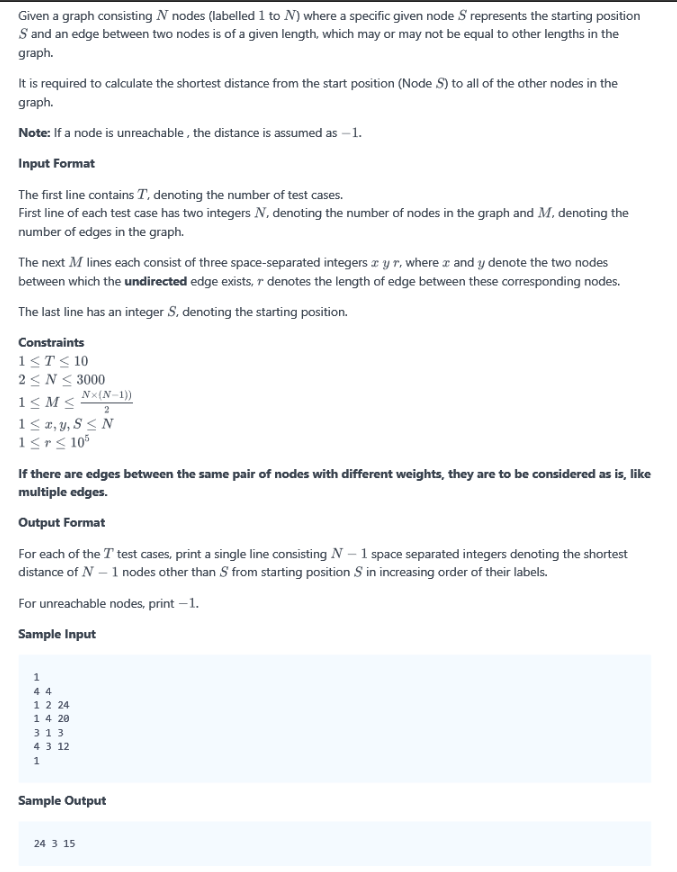 Given a graph consisting N nodes (labelled 1 to N) where a specific given node S represents the starting position
S and an edge between two nodes is of a given length, which may or may not be equal to other lengths in the
graph.
It is required to calculate the shortest distance from the start position (Node S) to all of the other nodes in the
graph.
Note: If a node is unreachable , the distance is assumed as −1.
Input Format
The first line contains T, denoting the number of test cases.
First line of each test case has two integers N, denoting the number of nodes in the graph and M, denoting the
number of edges in the graph.
The next M lines each consist of three space-separated integers x y r, where x and y denote the two nodes
between which the undirected edge exists, r denotes the length of edge between these corresponding nodes.
The last line has an integer S, denoting the starting position.
Constraints
1 ≤ T ≤ 10
2 ≤ N ≤ 3000
1 ≤ M ≤ N×(N−1))/2
1 ≤ x, y, S ≤ N
1 ≤ r ≤ 10^5
If there are edges between the same pair of nodes with different weights, they are to be considered as is, like
multiple edges.
Output Format
For each of the T test cases, print a single line consisting N − 1 space separated integers denoting the shortest
distance of N − 1 nodes other than S from starting position S in increasing order of their labels.
For unreachable nodes, print −1.
Sample Input
1
4 4
1 2 24
1 4 20
3 1 3
4 3 12
1
Sample Output
24 3 15